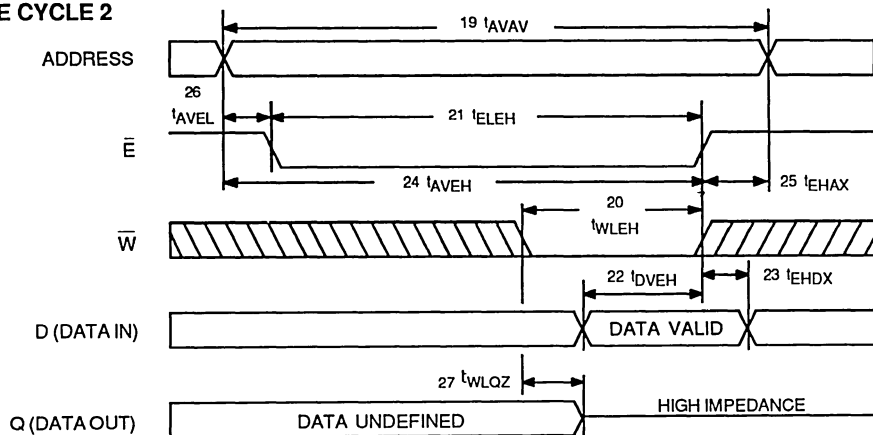 E CYCLE 2
19 tAVAV
ADDRESS
26
tAVEL
21 tELEH
E̅
24 tAVEH
25 tEHAX
20
tWLEH
W̅
22 tDVEH
23 tEHDX
D (DATA IN)
DATA VALID
27 tWLQZ
HIGH IMPEDANCE
Q (DATA OUT)
DATA UNDEFINED